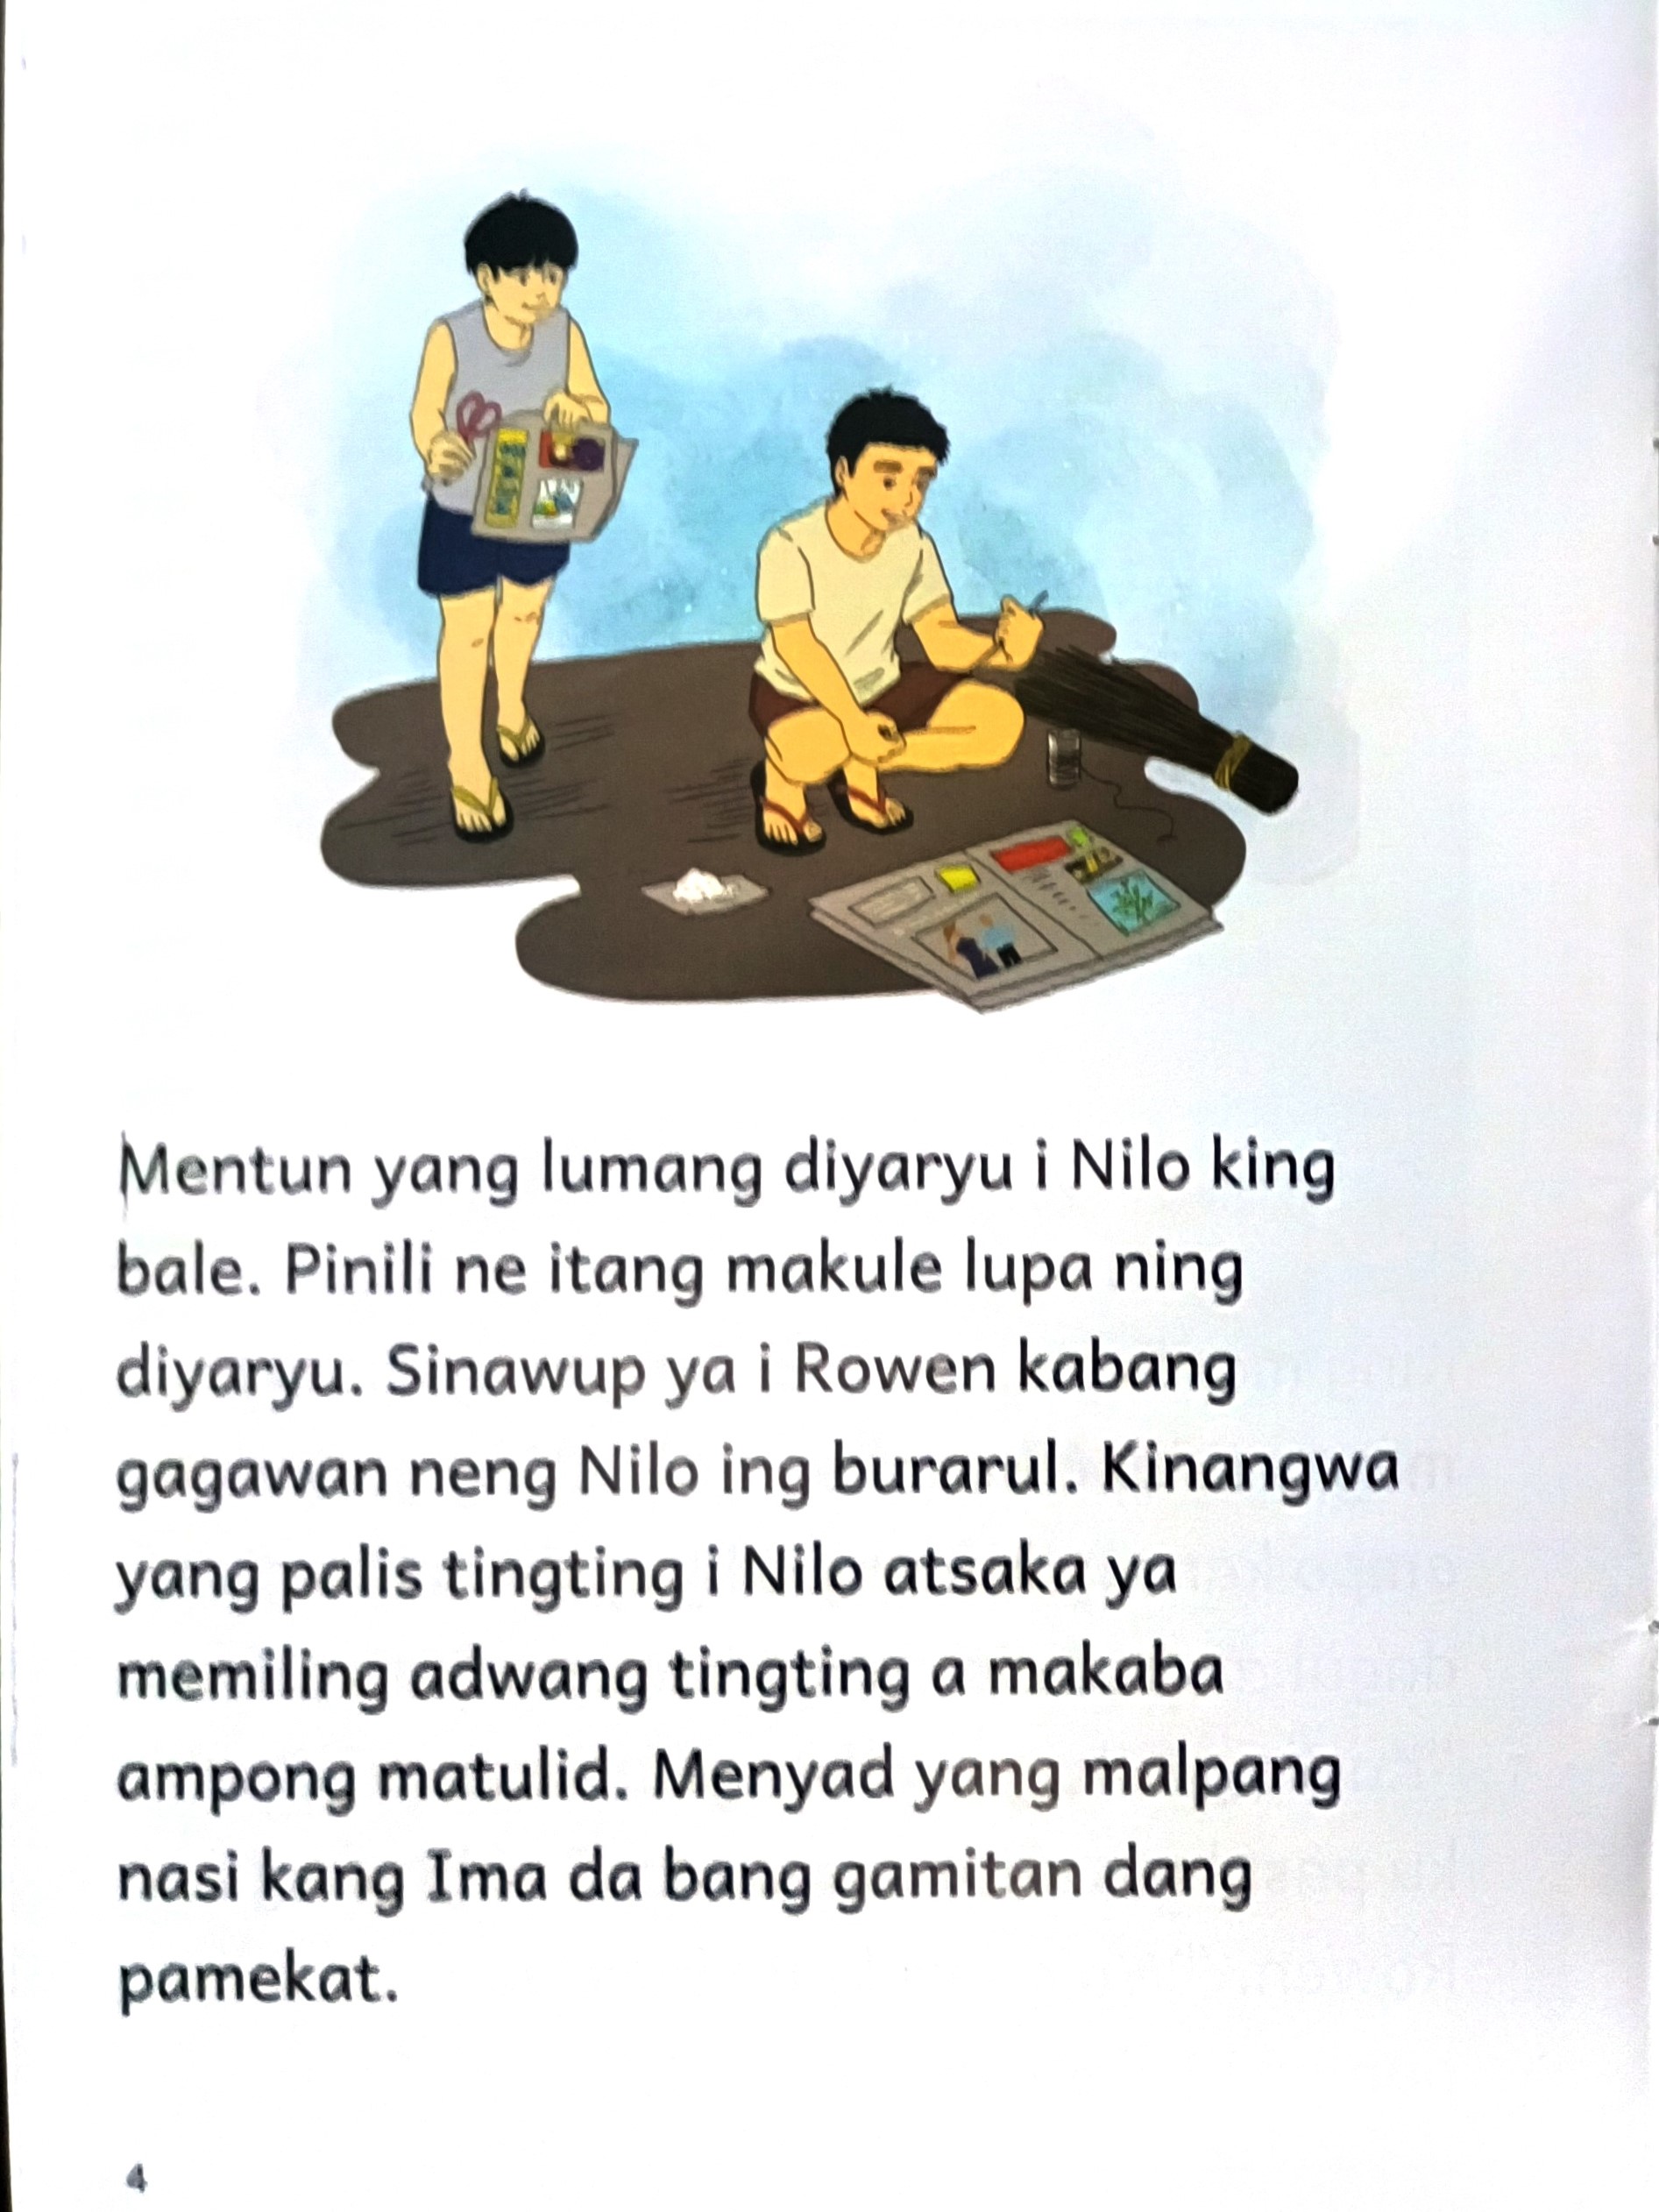 Mentun yang lumang diyaryu i Nilo king
bale. Pinili ne itang makule lupa ning
diyaryu. Sinawup ya i Rowen kabang
gagawan neng Nilo ing burarul. Kinangwa
yang palis tingting i Nilo atsaka ya
memiling adwang tingting a makaba
ampong matulid. Menyad yang malpang
nasi kang Ima da bang gamitan dang
pamekat.
4